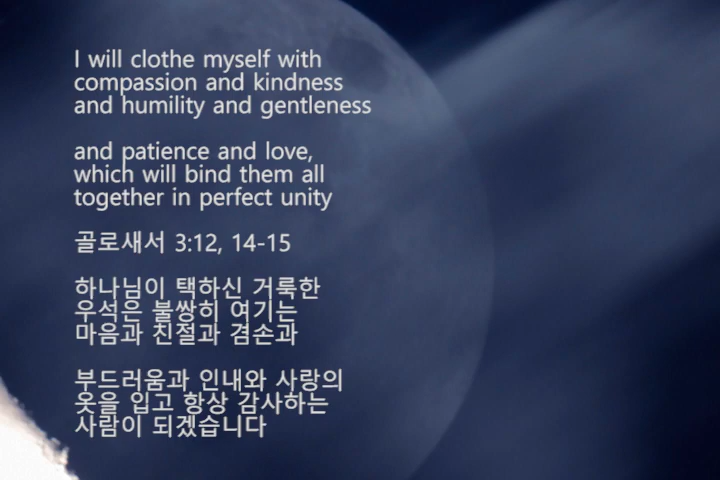 I will clothe myself with
compassion and kindness
and humility and gentleness
and patience and love,
which will bind them all
together in perfect unity
골로새서 3:12, 14-15
하나님이 택하신 거룩한
우석은 불쌍히 여기는
마음과 친절과 겸손과
부드러움과 인내와 사랑의
옷을 입고 항상 감사하는
사람이 되겠습니다